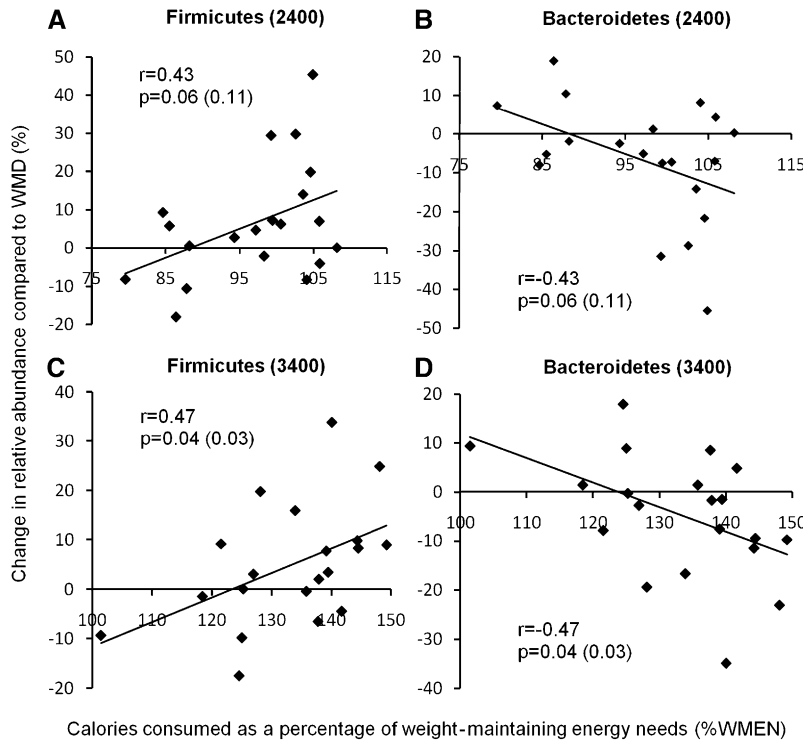 A
Firmicutes (2400)
50
40
30
20
10
0
-10
-20
75
85
95
105
115
r=0.43
p=0.06 (0.11)
B
Bacteroidetes (2400)
20
10
0
-10
-20
-30
-40
-50
75
85
95
105
115
r=-0.43
p=0.06 (0.11)
C
Firmicutes (3400)
40
30
20
10
0
-10
-20
100
110
120
130
140
150
r=0.47
p=0.04 (0.03)
D
Bacteroidetes (3400)
20
10
0
-10
-20
-30
-40
100
110
120
130
140
150
r=-0.47
p=0.04 (0.03)
Change in relative abundance compared to WMD (%)
Calories consumed as a percentage of weight-maintaining energy needs (%WMEN)